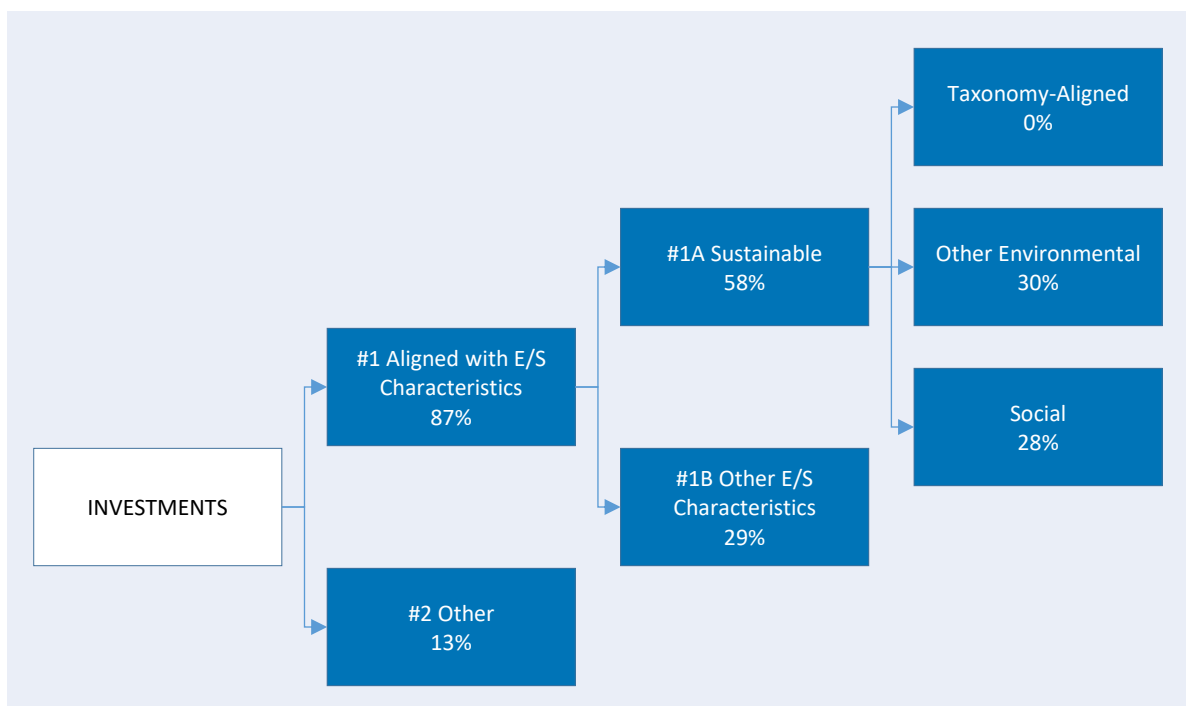 INVESTMENTS
#1 Aligned with E/S
Characteristics
87%
#2 Other
13%
#1A Sustainable
58%
#1B Other E/S
Characteristics
29%
Taxonomy-Aligned
0%
Other Environmental
30%
Social
28%